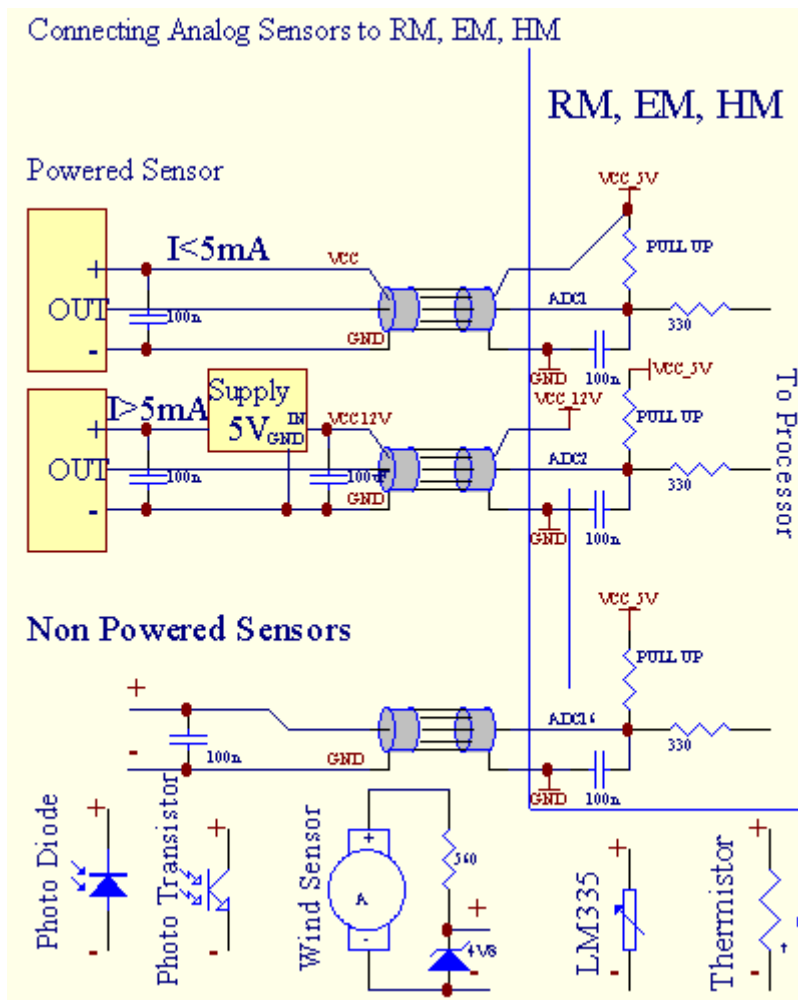 Connecting Analog Sensors to RM, EM, HM
RM, EM, HM
Powered Sensor
VCC_5V
+
I<5mA
VCC
PULL UP
OUT
100n
ADC1
330
-
GND
GND
100n
Supply
5V
IN
GND
I>5mA
+
VCC12V
VCC_12V
VCC_5V
PULL UP
OUT
100n
100n
ADC2
330
-
GND
GND
100n
To Processor
Non Powered Sensors
VCC_5V
PULL UP
+
ADC16
330
-
100n
GND
GND
100n
Photo Diode
+
-
Photo Transistor
+
-
Wind Sensor
+
A
-
560
+
4V8
-
LM335
+
-
Thermistor
+
-
t